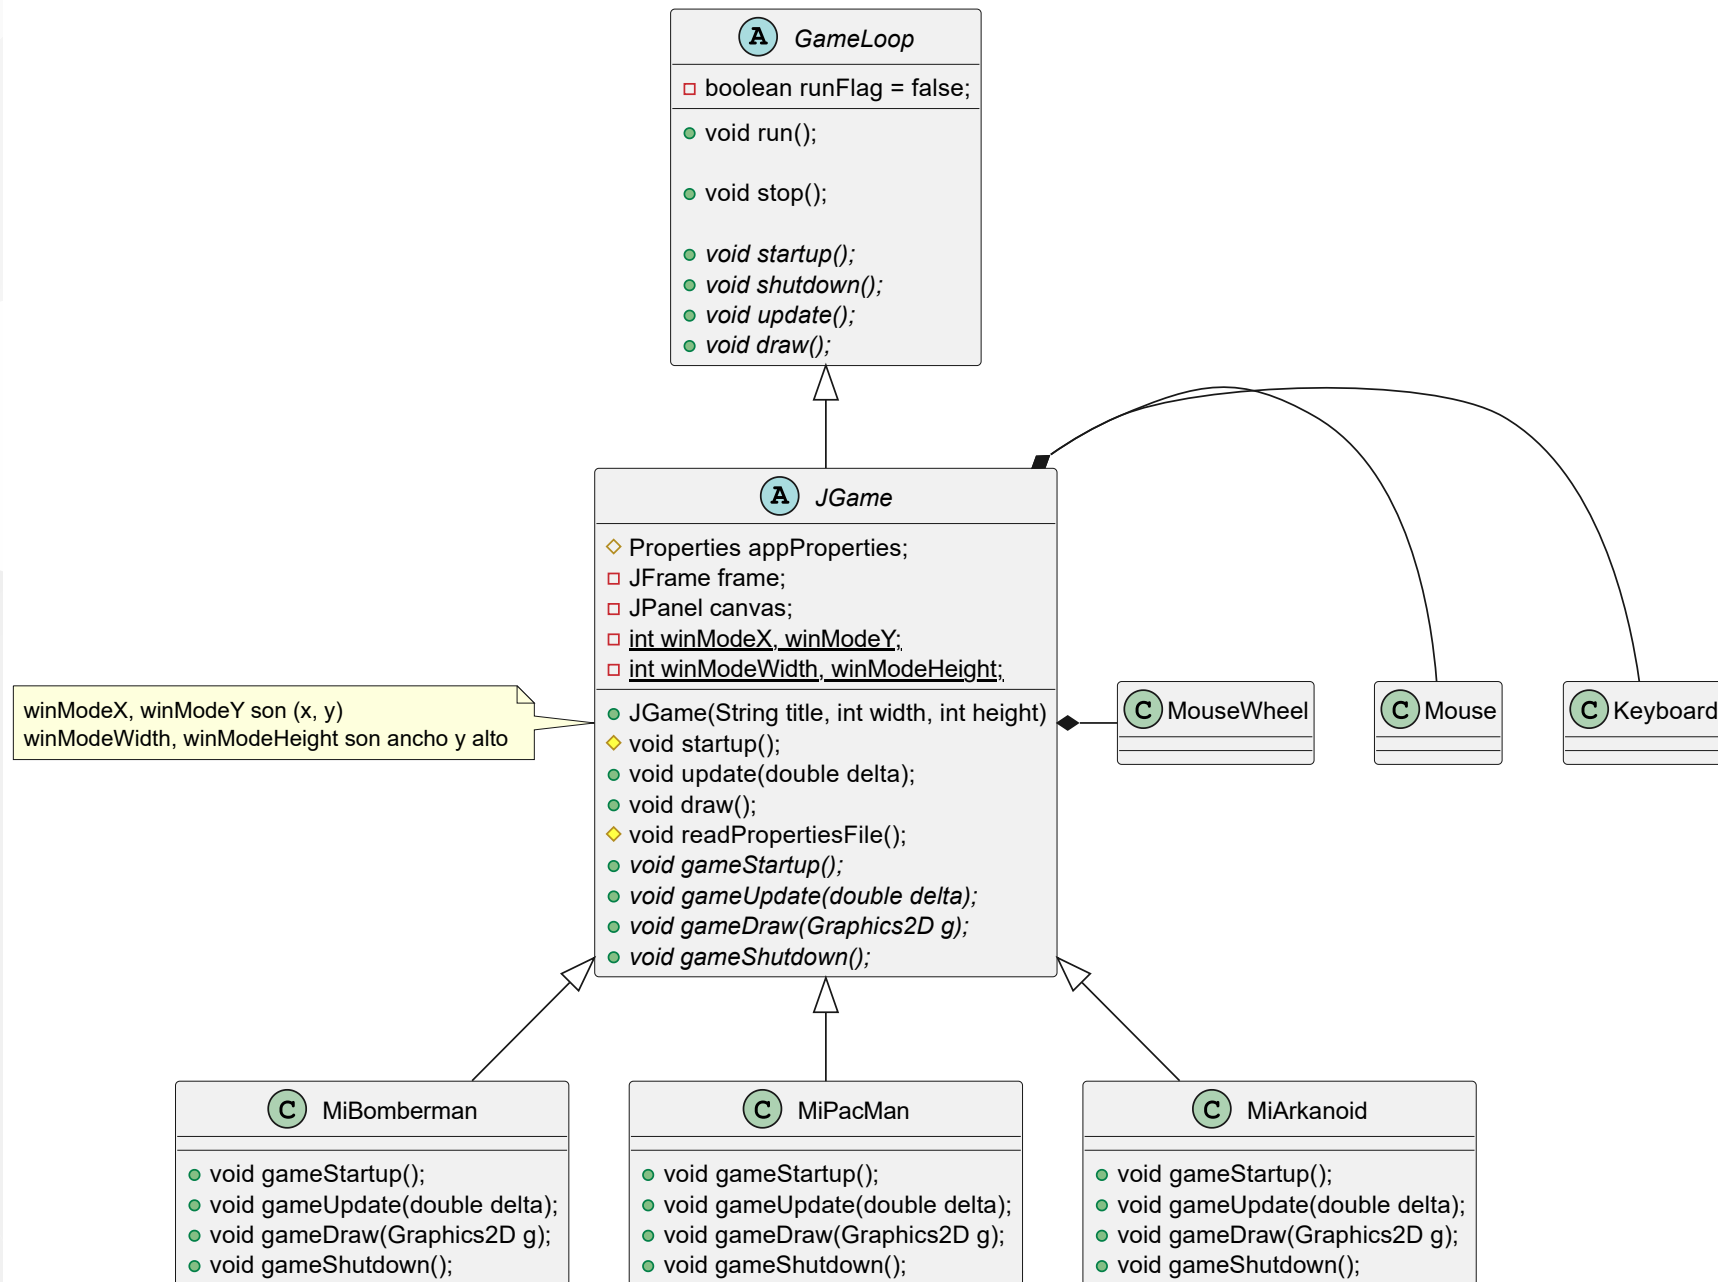 A GameLoop
boolean runFlag = false;
void run();
void stop();
void startup();
void shutdown();
void update();
void draw();
A JGame
Properties appProperties;
JFrame frame;
JPanel canvas;
int winModeX, winModeY;
int winModeWidth, winModeHeight;
JGame(String title, int width, int height)
void startup();
void update(double delta);
void draw();
void readPropertiesFile();
void gameStartup();
void gameUpdate(double delta);
void gameDraw(Graphics2D g);
void gameShutdown();
winModeX, winModeY son (x, y)
winModeWidth, winModeHeight son ancho y alto
C MouseWheel
C Mouse
C Keyboard
C MiBomberman
void gameStartup();
void gameUpdate(double delta);
void gameDraw(Graphics2D g);
void gameShutdown();
C MiPacMan
void gameStartup();
void gameUpdate(double delta);
void gameDraw(Graphics2D g);
void gameShutdown();
C MiArkanoid
void gameStartup();
void gameUpdate(double delta);
void gameDraw(Graphics2D g);
void gameShutdown();